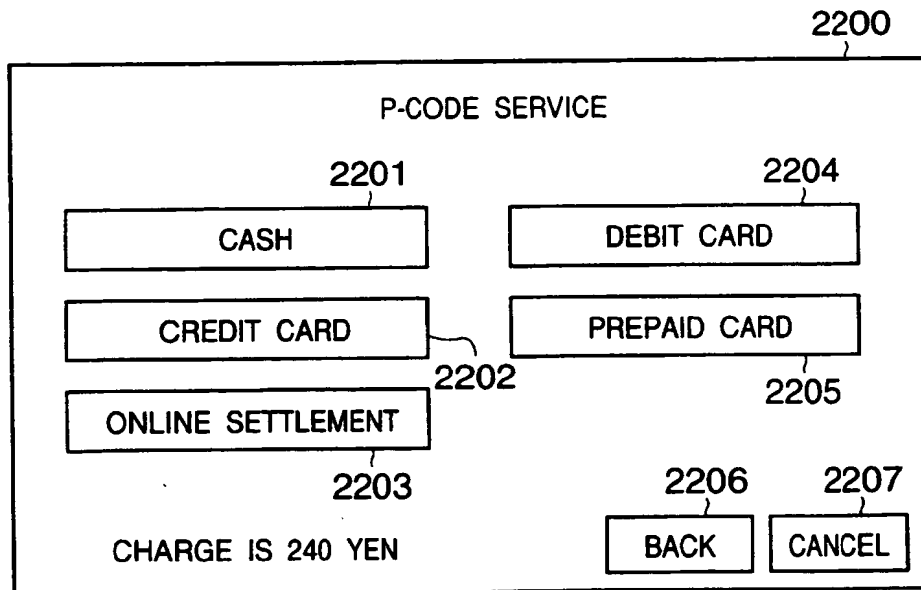 2200
P-CODE SERVICE
2201
2204
CASH
DEBIT CARD
CREDIT CARD
PREPAID CARD
2202
2205
ONLINE SETTLEMENT
2203
2206
2207
CHARGE IS 240 YEN
BACK
CANCEL